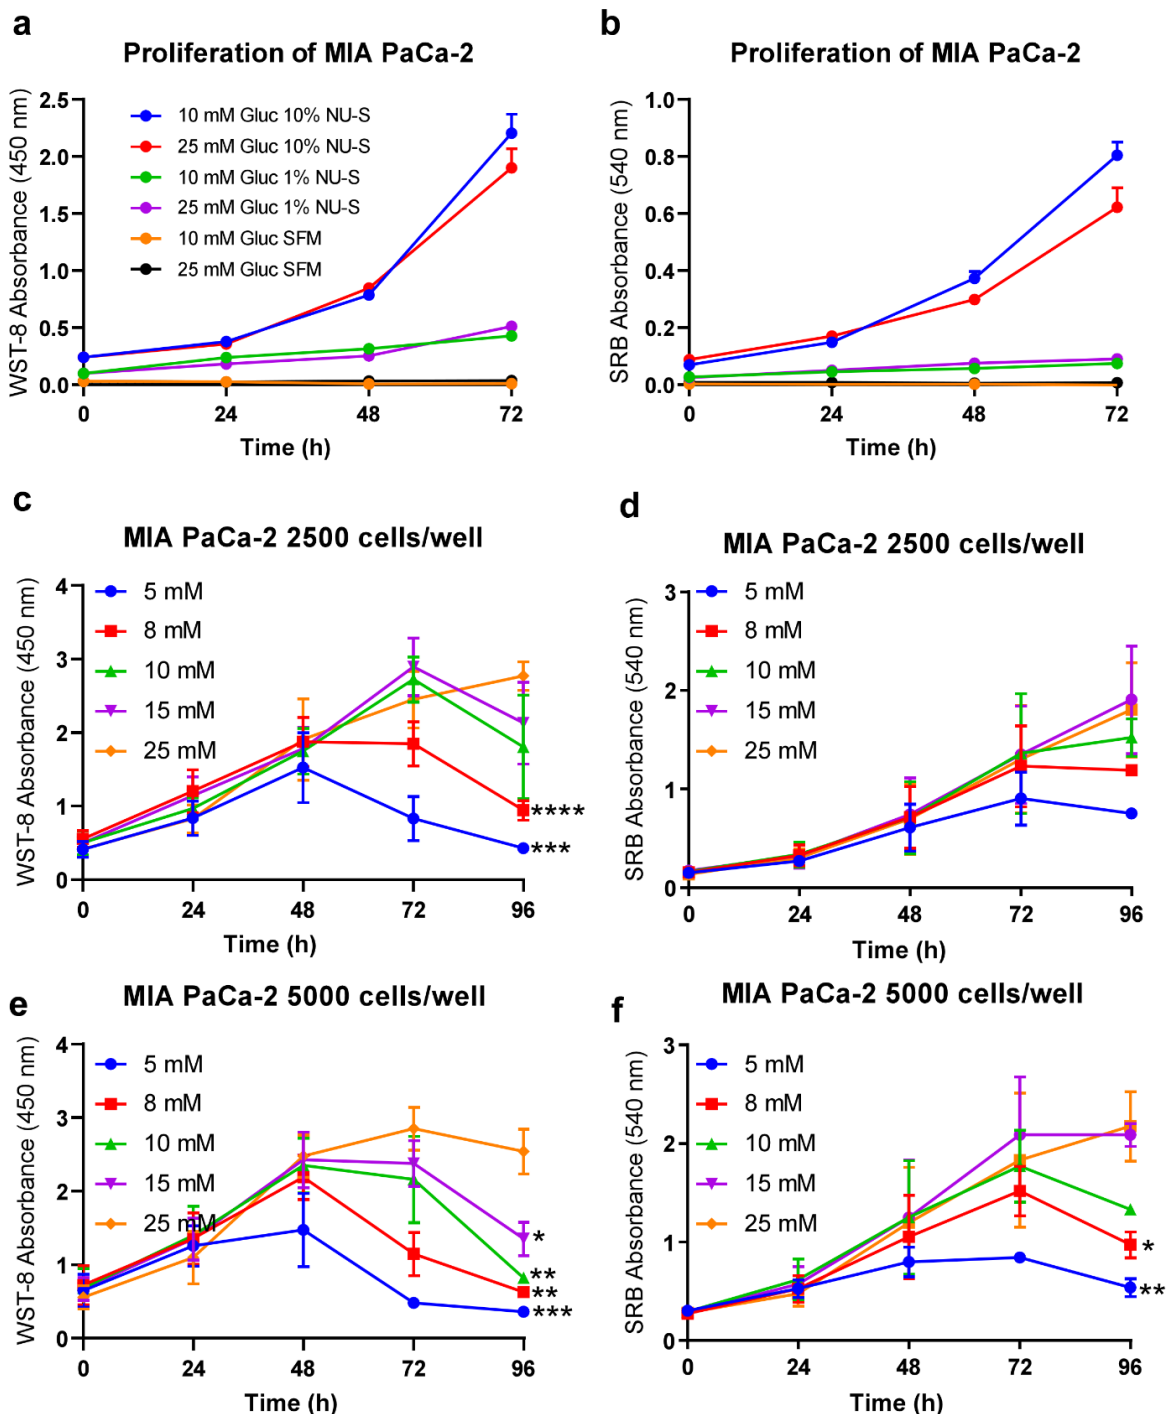 a
Proliferation of MIA PaCa-2
WST-8 Absorbance (450 nm)
2.5
2.0
1.5
1.0
0.5
0.0
10 mM Gluc 10% NU-S
25 mM Gluc 10% NU-S
10 mM Gluc 1% NU-S
25 mM Gluc 1% NU-S
10 mM Gluc SFM
25 mM Gluc SFM
0 24 48 72
Time (h)
b
Proliferation of MIA PaCa-2
SRB Absorbance (540 nm)
1.0
0.8
0.6
0.4
0.2
0.0
0 24 48 72
Time (h)
c
MIA PaCa-2 2500 cells/well
WST-8 Absorbance (450 nm)
4
3
2
1
0
5 mM
8 mM
10 mM
15 mM
25 mM
****
***
0 24 48 72 96
Time (h)
d
MIA PaCa-2 2500 cells/well
SRB Absorbance (540 nm)
3
2
1
0
5 mM
8 mM
10 mM
15 mM
25 mM
0 24 48 72 96
Time (h)
e
MIA PaCa-2 5000 cells/well
WST-8 Absorbance (450 nm)
4
3
2
1
0
5 mM
8 mM
10 mM
15 mM
25 mM
*
**
**
***
0 24 48 72 96
Time (h)
f
MIA PaCa-2 5000 cells/well
SRB Absorbance (540 nm)
3
2
1
0
5 mM
8 mM
10 mM
15 mM
25 mM
*
**
0 24 48 72 96
Time (h)